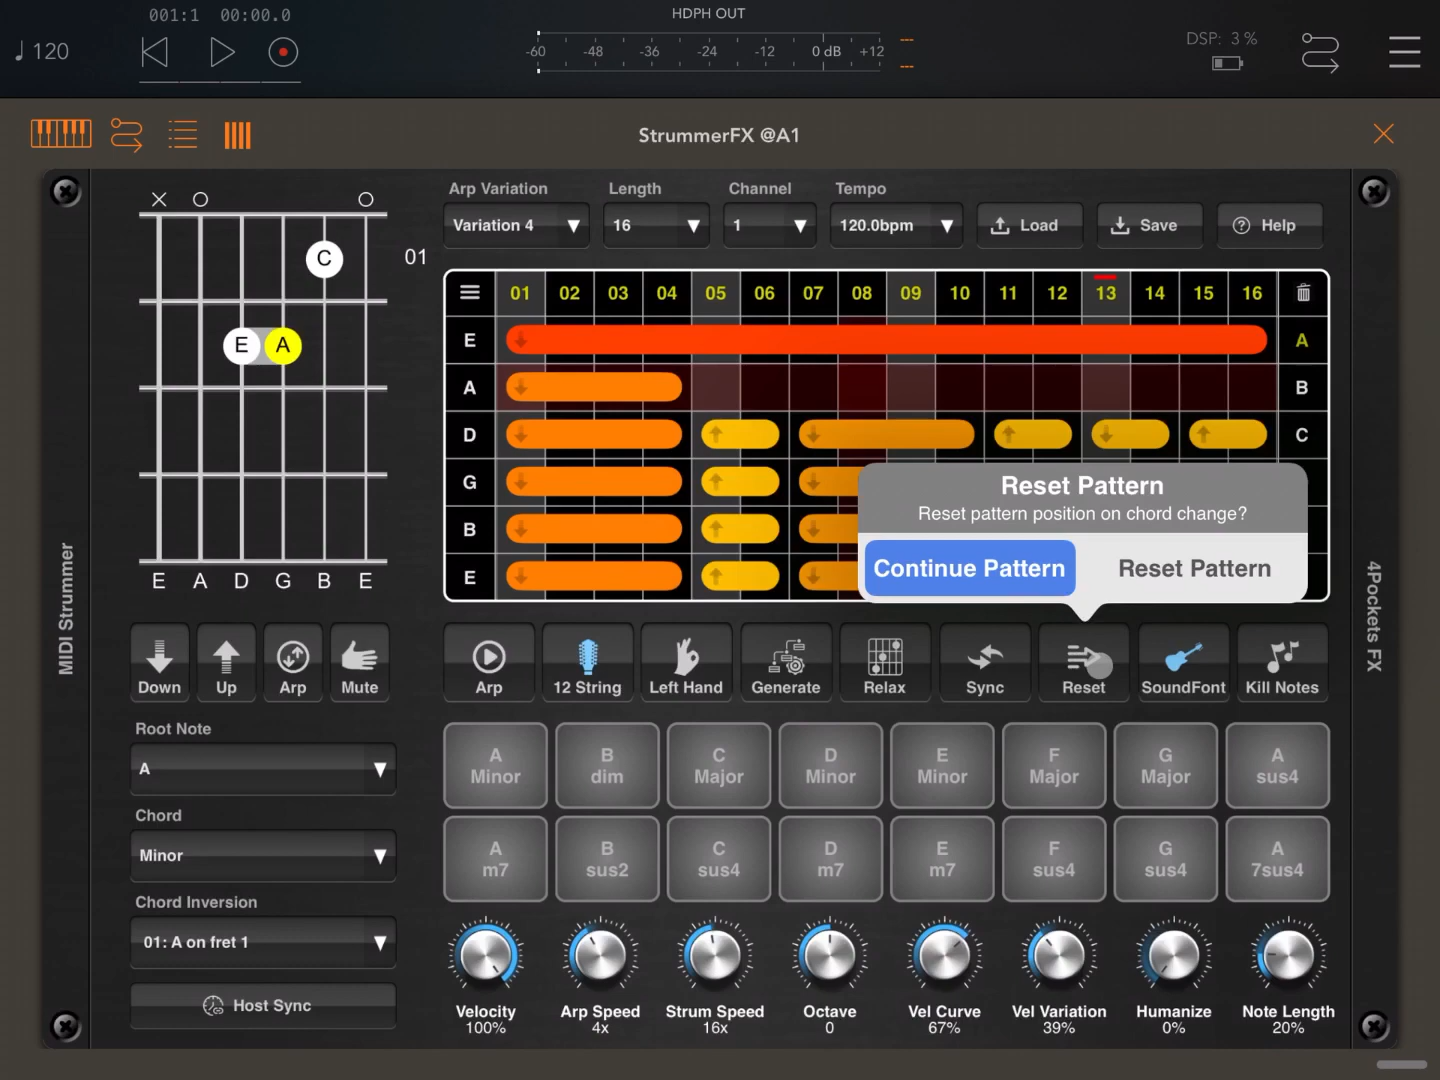 001:1 00:00.0
HDPH OUT
120
-60 -48 -36 -24 -12 0 dB +12
DSP: 3 %
StrummerFX @A1
Arp Variation Length Channel Tempo
Variation 4 16 1 120.0bpm Load Save Help
01
C
E A
E A D G B E
01 02 03 04 05 06 07 08 09 10 11 12 13 14 15 16
E A
A B
D C
G
B
E
Reset Pattern
Reset pattern position on chord change?
Continue Pattern Reset Pattern
MIDI Strummer
4Pockets FX
Down Up Arp Mute
Arp 12 String Left Hand Generate Relax Sync Reset SoundFont Kill Notes
Root Note
A
Chord
Minor
Chord Inversion
01: A on fret 1
Host Sync
A Minor
B dim
C Major
D Minor
E Minor
F Major
G Major
A sus4
A m7
B sus2
C sus4
D m7
E m7
F sus4
G sus4
A 7sus4
Velocity Arp Speed Strum Speed Octave Vel Curve Vel Variation Humanize Note Length
100% 4x 16x 0 67% 39% 0% 20%